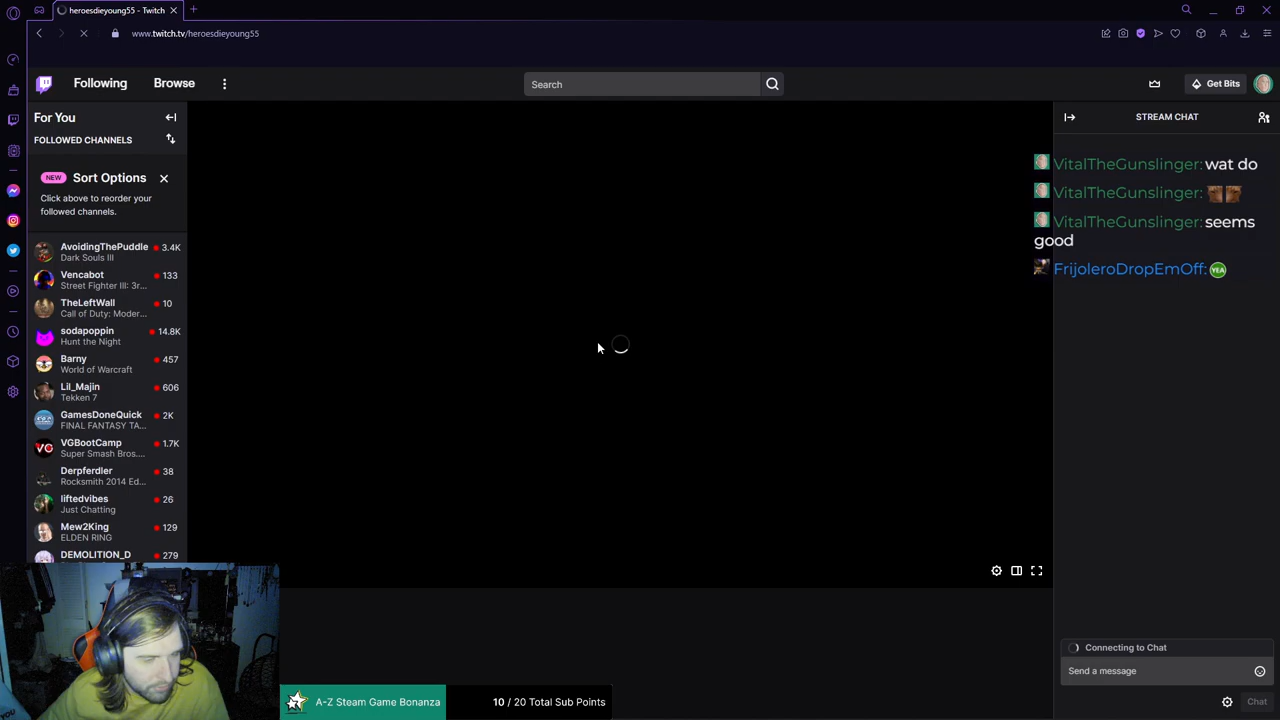 heroesdieyoung55 - Twitch
www.twitch.tv/heroesdieyoung55
Following
Browse
Search
Get Bits
For You
FOLLOWED CHANNELS
NEW Sort Options
Click above to reorder your
followed channels.
AvoidingThePuddle 3.4K
Dark Souls III
Vencabot 133
Street Fighter III: 3r...
TheLeftWall 10
Call of Duty: Moder...
sodapoppin 14.8K
Hunt the Night
Barny 457
World of Warcraft
Lil_Majin 606
Tekken 7
GamesDoneQuick 2K
FINAL FANTASY TA...
VGBootCamp 1.7K
Super Smash Bros....
Derpferdler 38
Rocksmith 2014 Ed...
liftedvibes 26
Just Chatting
Mew2King 129
ELDEN RING
DEMOLITION_D 279
STREAM CHAT
VitalTheGunslinger: wat do
VitalTheGunslinger:
VitalTheGunslinger: seems
good
FrijoleroDropEmOff: YEA
Connecting to Chat
Send a message
Chat
A-Z Steam Game Bonanza
10 / 20 Total Sub Points